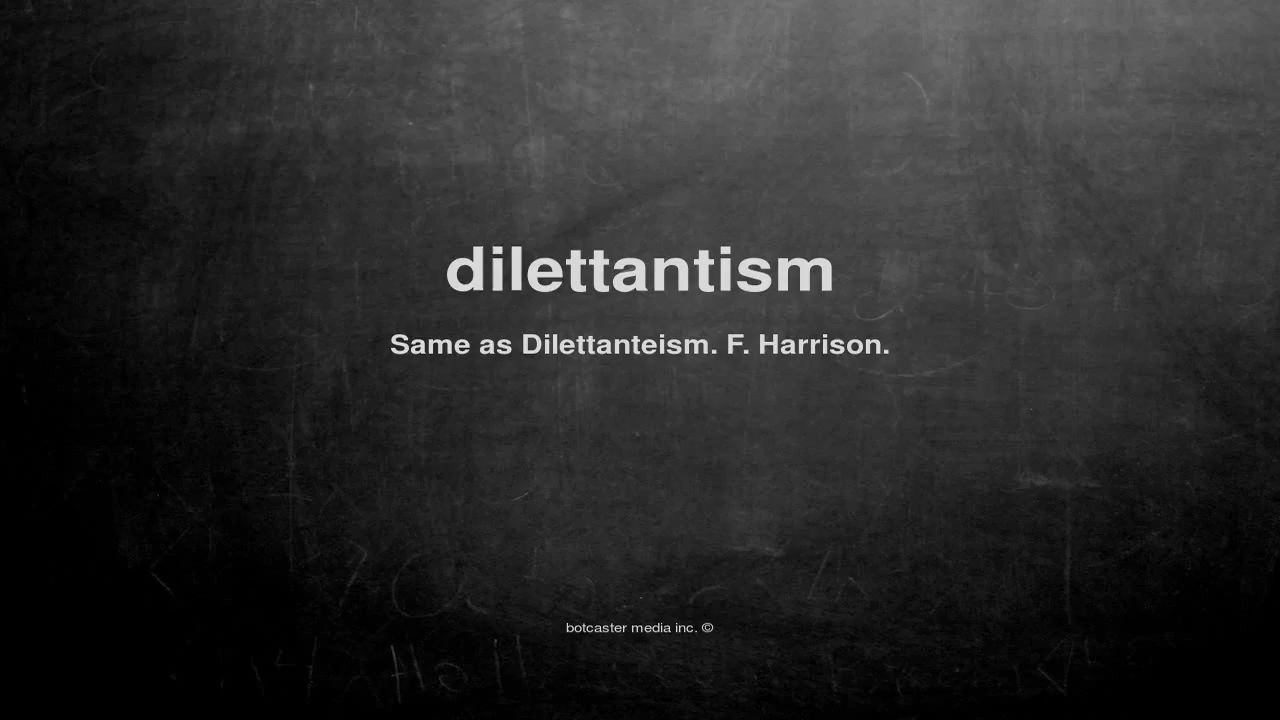 dilettantism
Same as Dilettanteism. F. Harrison.
botcaster media inc. ©